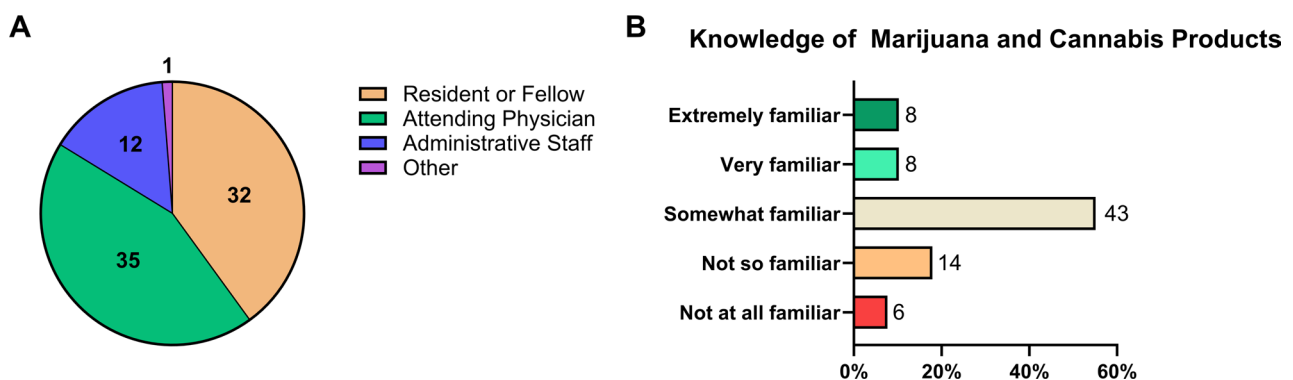 A
1
32
12
35
Resident or Fellow
Attending Physician
Administrative Staff
Other
B
Knowledge of  Marijuana and Cannabis Products
Extremely familiar 8
Very familiar 8
Somewhat familiar 43
Not so familiar 14
Not at all familiar 6
0% 20% 40% 60%